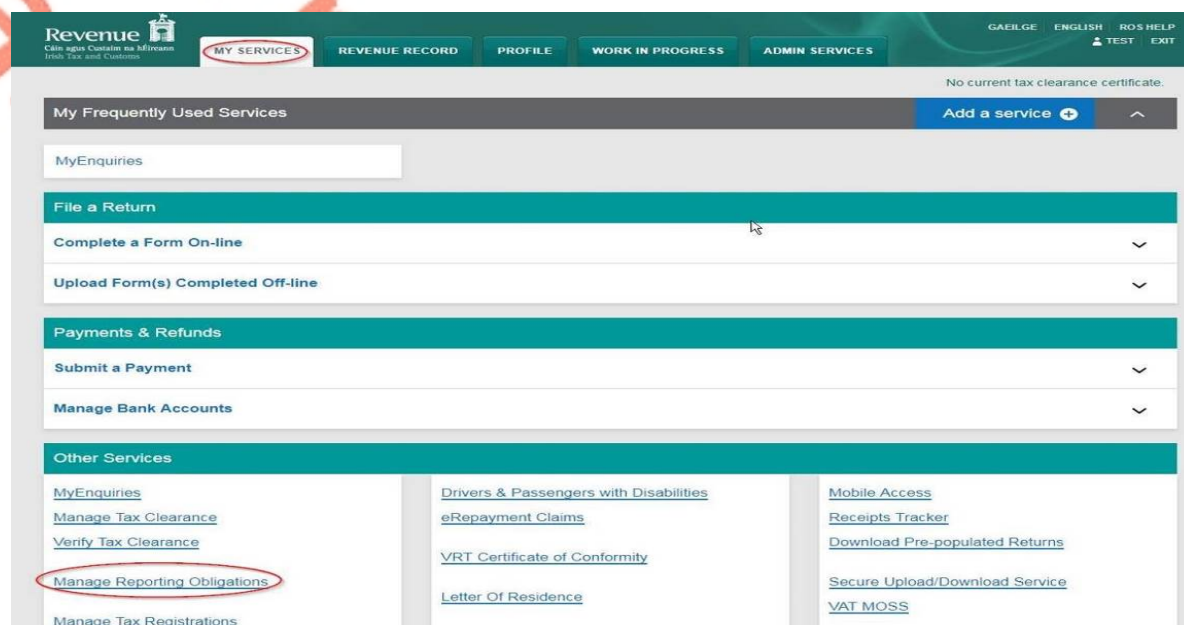 Revenue
Cáin agus Custaim na hÉireann
Irish Tax and Customs
MY SERVICES
REVENUE RECORD
PROFILE
WORK IN PROGRESS
ADMIN SERVICES
GAEILGE ENGLISH ROS HELP
TEST EXIT
No current tax clearance certificate.
My Frequently Used Services
Add a service
MyEnquiries
File a Return
Complete a Form On-line
Upload Form(s) Completed Off-line
Payments & Refunds
Submit a Payment
Manage Bank Accounts
Other Services
MyEnquiries
Manage Tax Clearance
Verify Tax Clearance
Manage Reporting Obligations
Manage Tax Registrations
Drivers & Passengers with Disabilities
eRepayment Claims
VRT Certificate of Conformity
Letter Of Residence
Mobile Access
Receipts Tracker
Download Pre-populated Returns
Secure Upload/Download Service
VAT MOSS